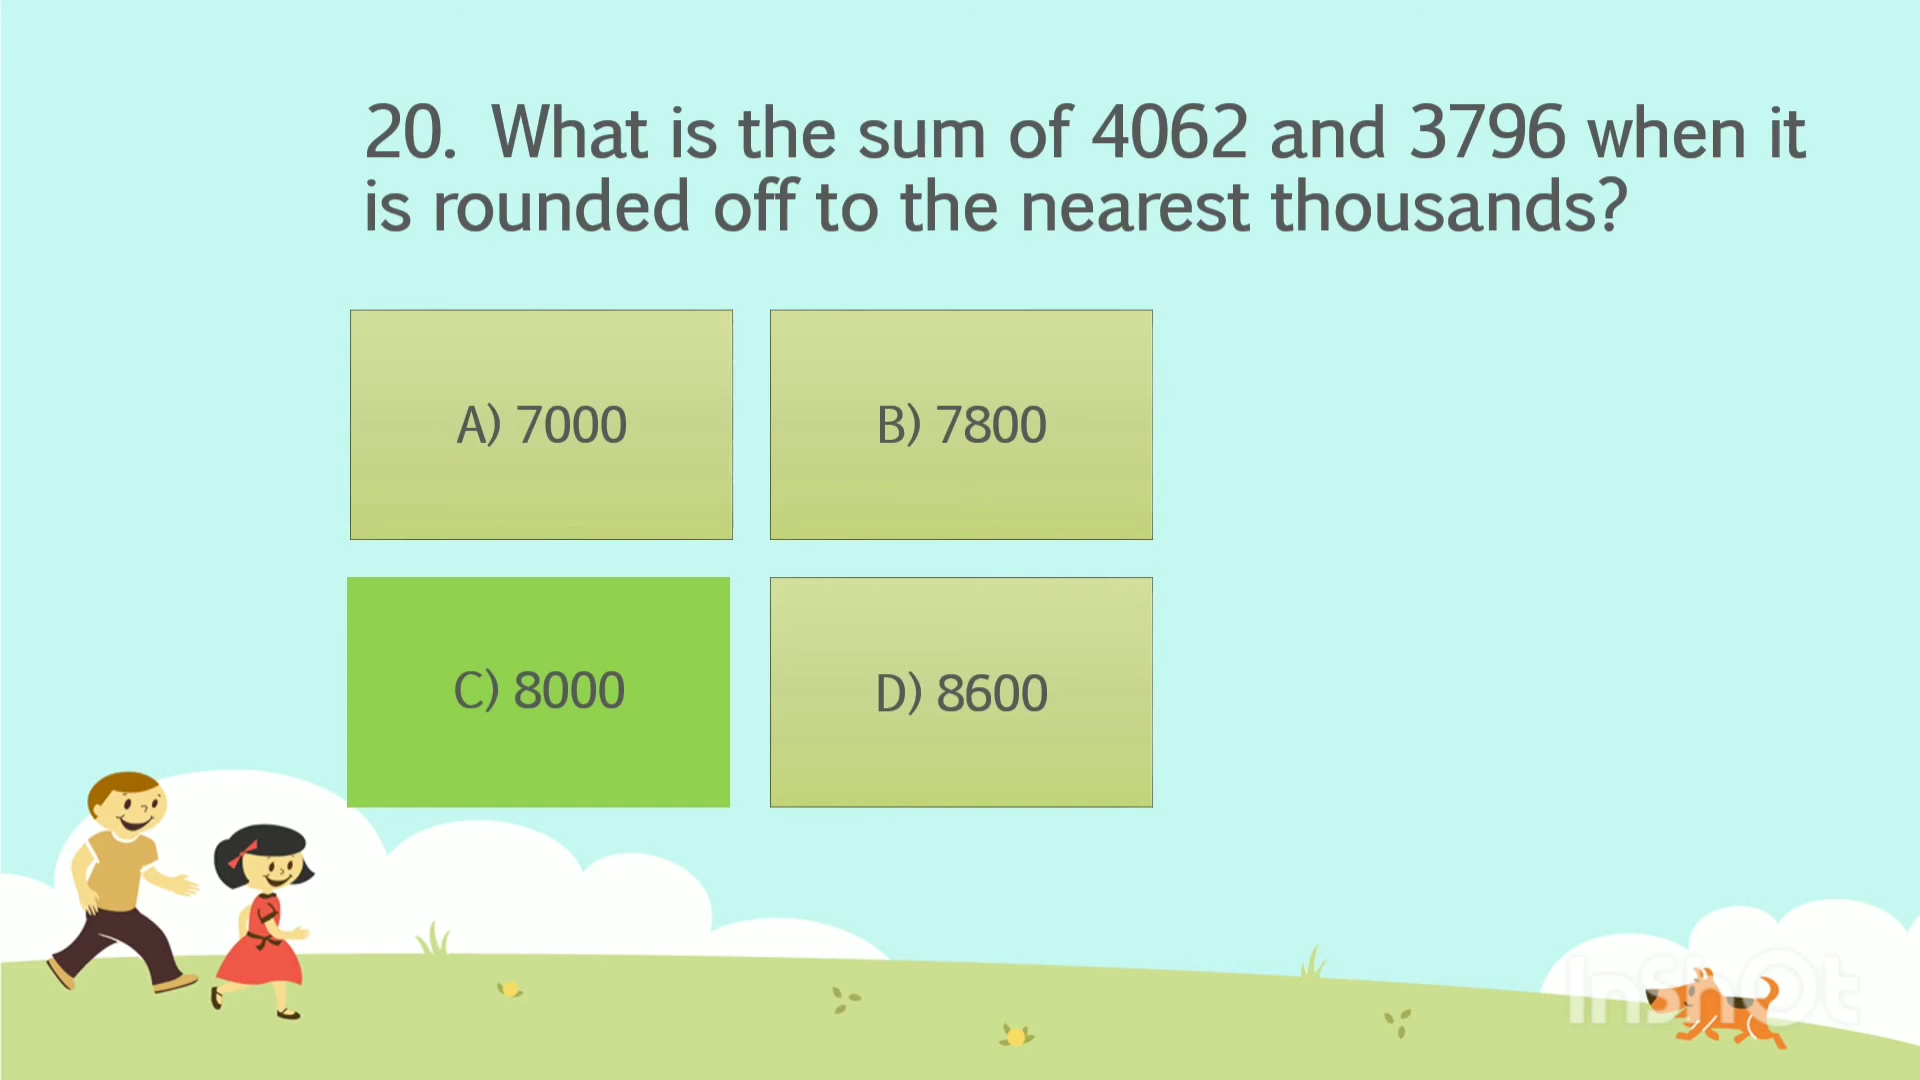 20. What is the sum of 4062 and 3796 when it
is rounded off to the nearest thousands?
A) 7000
B) 7800
C) 8000
D) 8600
InShOt